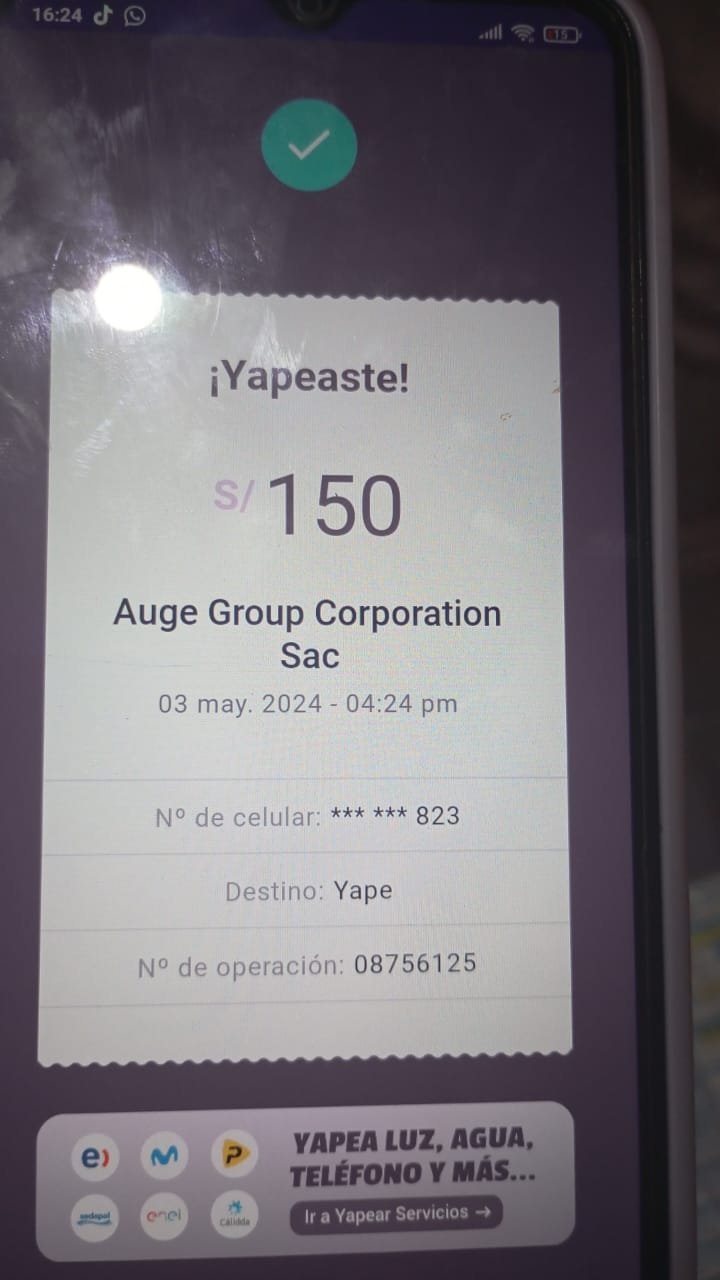 16:24
15
¡Yapeaste!
S/ 150
Auge Group Corporation
Sac
03 may. 2024 - 04:24 pm
Nº de celular: *** *** 823
Destino: Yape
Nº de operación: 08756125
YAPEA LUZ, AGUA,
TELÉFONO Y MÁS...
Ir a Yapear Servicios →
e)
P
sedapal
enel
Cálidda